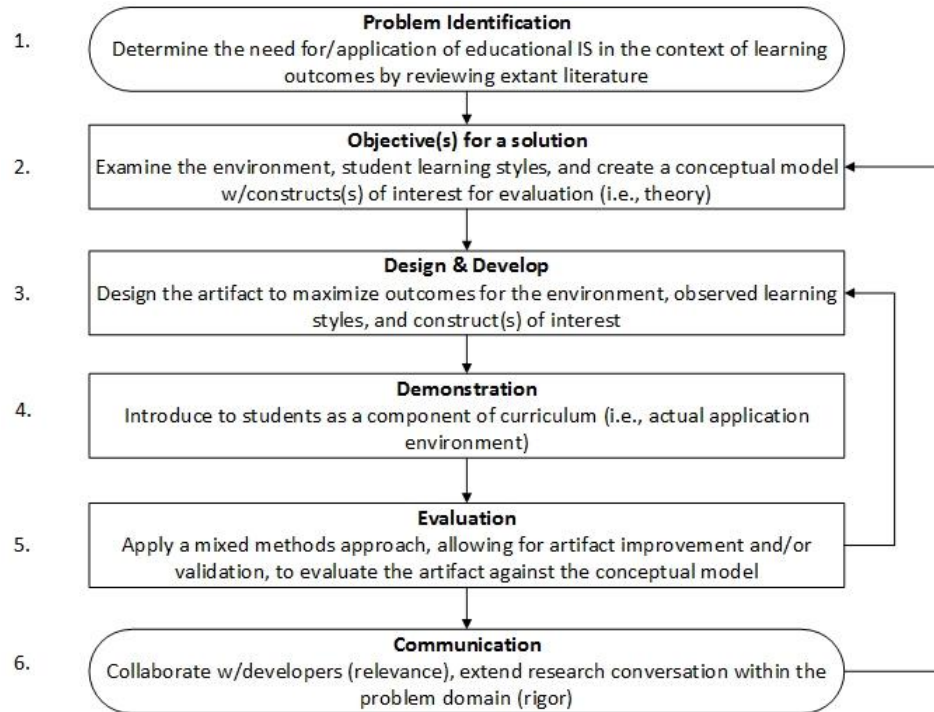 1.
Problem Identification
Determine the need for/application of educational IS in the context of learning
outcomes by reviewing extant literature
2.
Objective(s) for a solution
Examine the environment, student learning styles, and create a conceptual model
w/constructs(s) of interest for evaluation (i.e., theory)
3.
Design & Develop
Design the artifact to maximize outcomes for the environment, observed learning
styles, and construct(s) of interest
4.
Demonstration
Introduce to students as a component of curriculum (i.e., actual application
environment)
5.
Evaluation
Apply a mixed methods approach, allowing for artifact improvement and/or
validation, to evaluate the artifact against the conceptual model
6.
Communication
Collaborate w/developers (relevance), extend research conversation within the
problem domain (rigor)